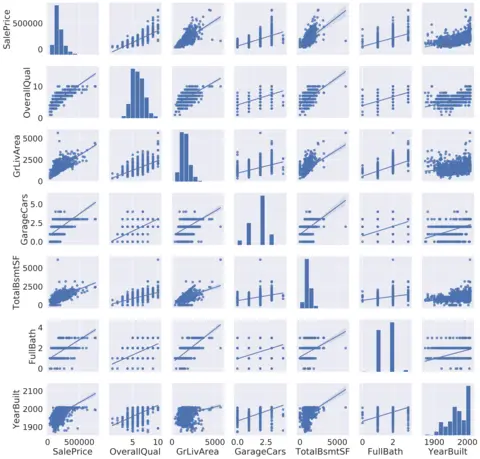 SalePrice
500000
0
OverallQual
10
0
GrLivArea
5000
2500
0
GarageCars
5.0
2.5
0.0
TotalBsmtSF
5000
2500
0
FullBath
4
2
0
YearBuilt
2100
2000
1900
0 500000 5 10 0 5000 0.0 2.5 0 5000 0 2 1900 2000
SalePrice OverallQual GrLivArea GarageCars TotalBsmtSF FullBath YearBuilt